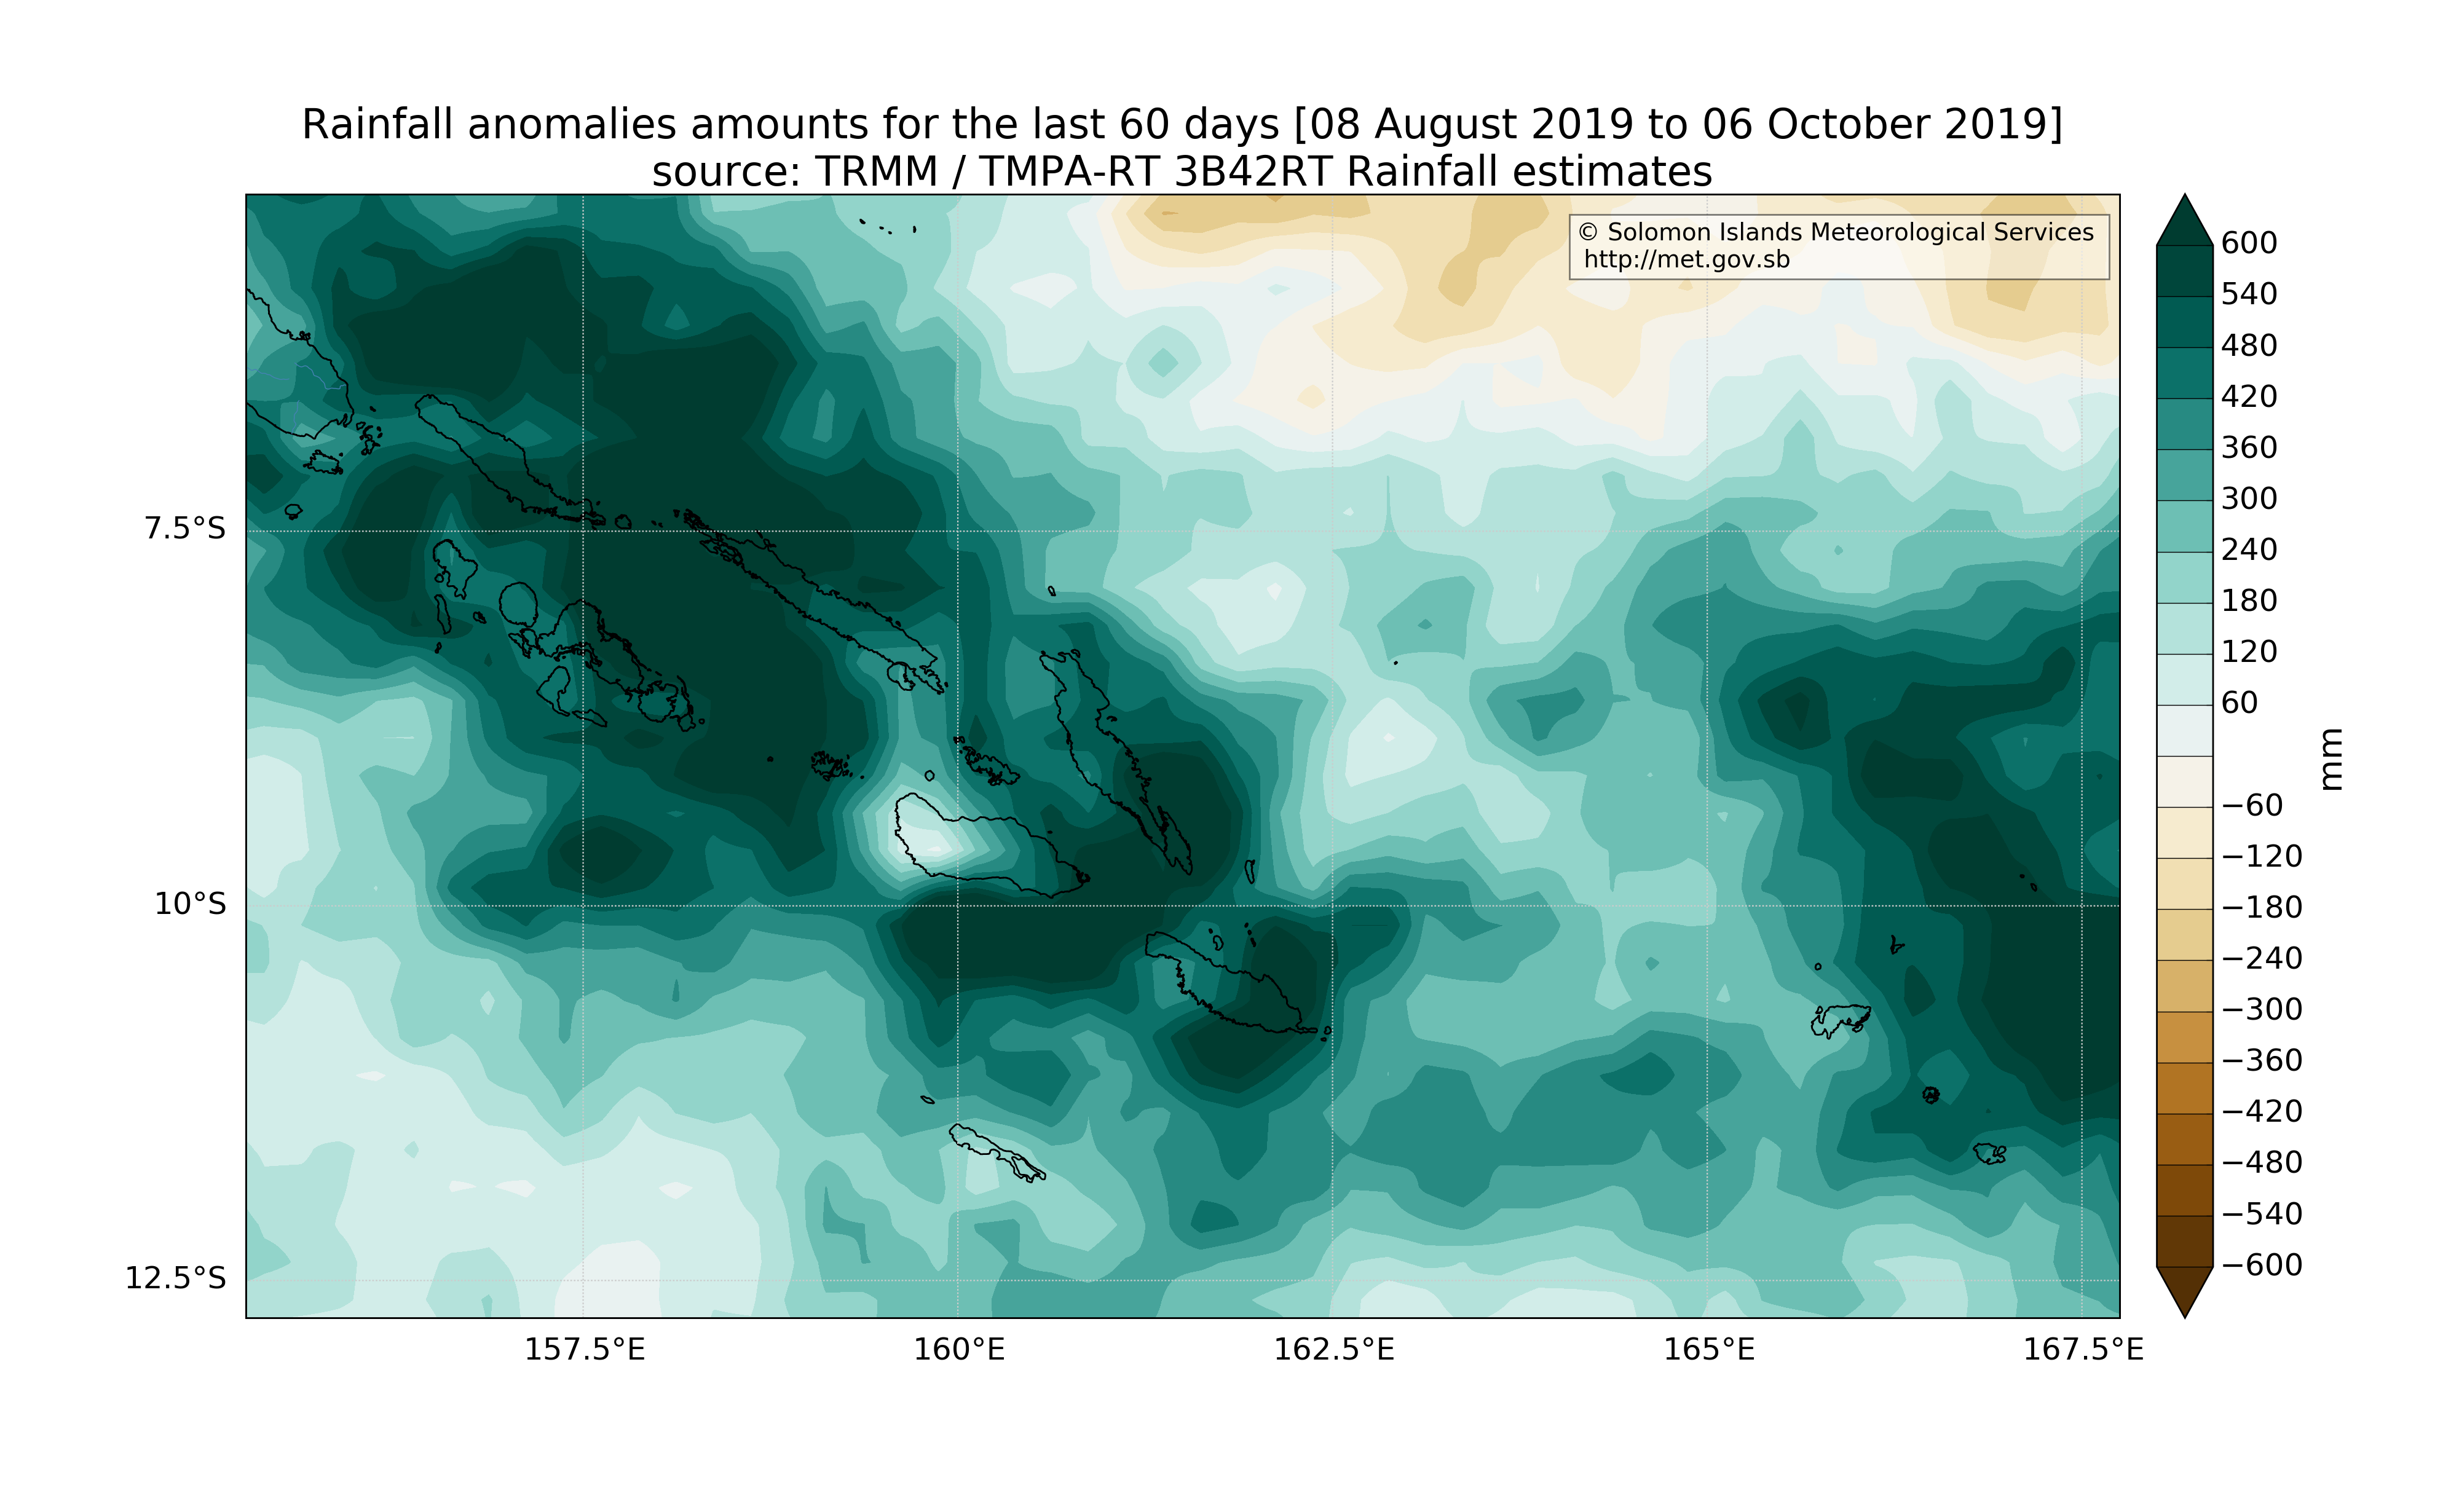 Rainfall anomalies amounts for the last 60 days [08 August 2019 to 06 October 2019]
source: TRMM / TMPA-RT 3B42RT Rainfall estimates
© Solomon Islands Meteorological Services
http://met.gov.sb
7.5°S
10°S
12.5°S
157.5°E
160°E
162.5°E
165°E
167.5°E
600
540
480
420
360
300
240
180
120
60
−60
−120
−180
−240
−300
−360
−420
−480
−540
−600
mm